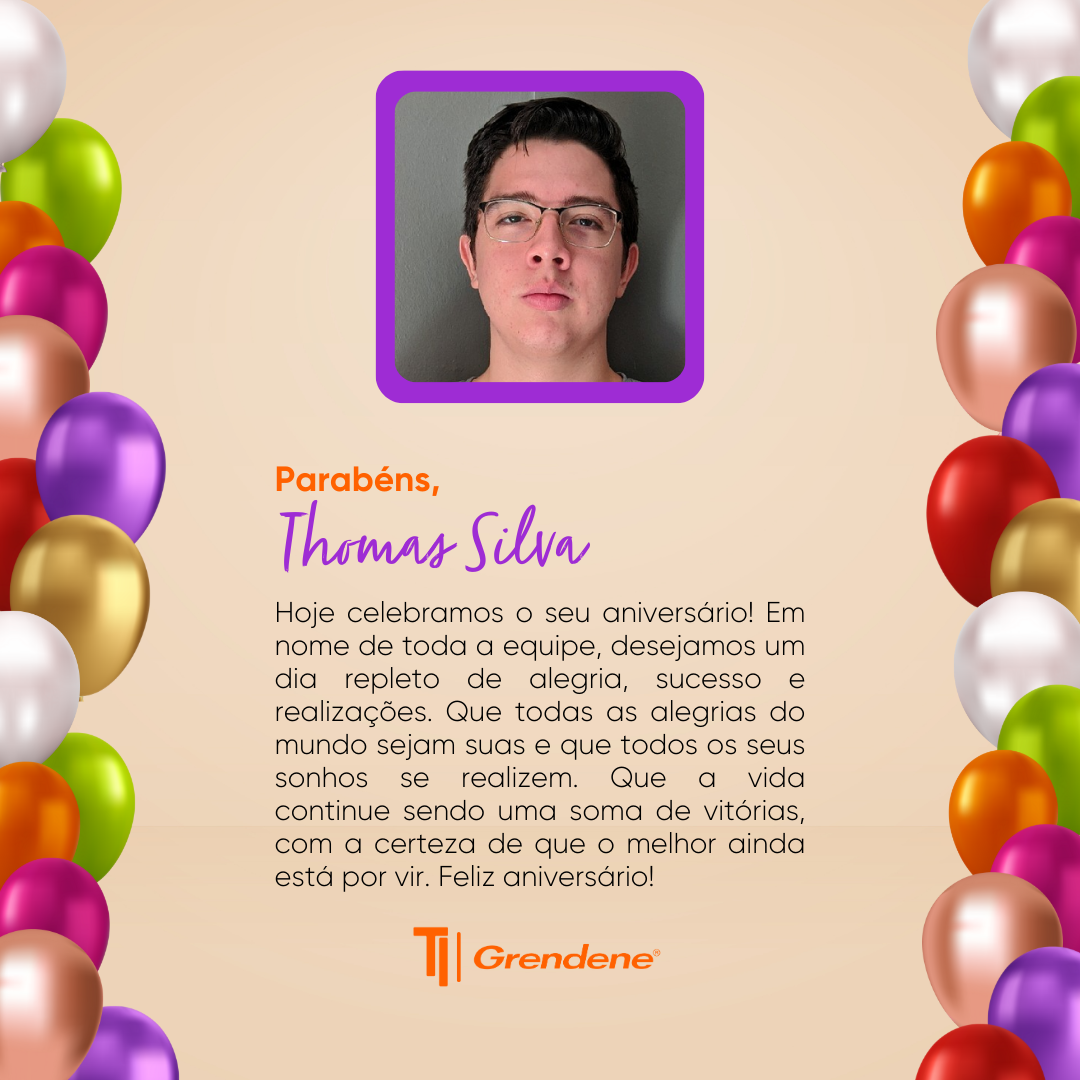 Parabéns,
Thomas Silva
Hoje celebramos o seu aniversário! Em
nome de toda a equipe, desejamos um
dia repleto de alegria, sucesso e
realizações. Que todas as alegrias do
mundo sejam suas e que todos os seus
sonhos se realizem. Que a vida
continue sendo uma soma de vitórias,
com a certeza de que o melhor ainda
está por vir. Feliz aniversário!
TI | Grendene®